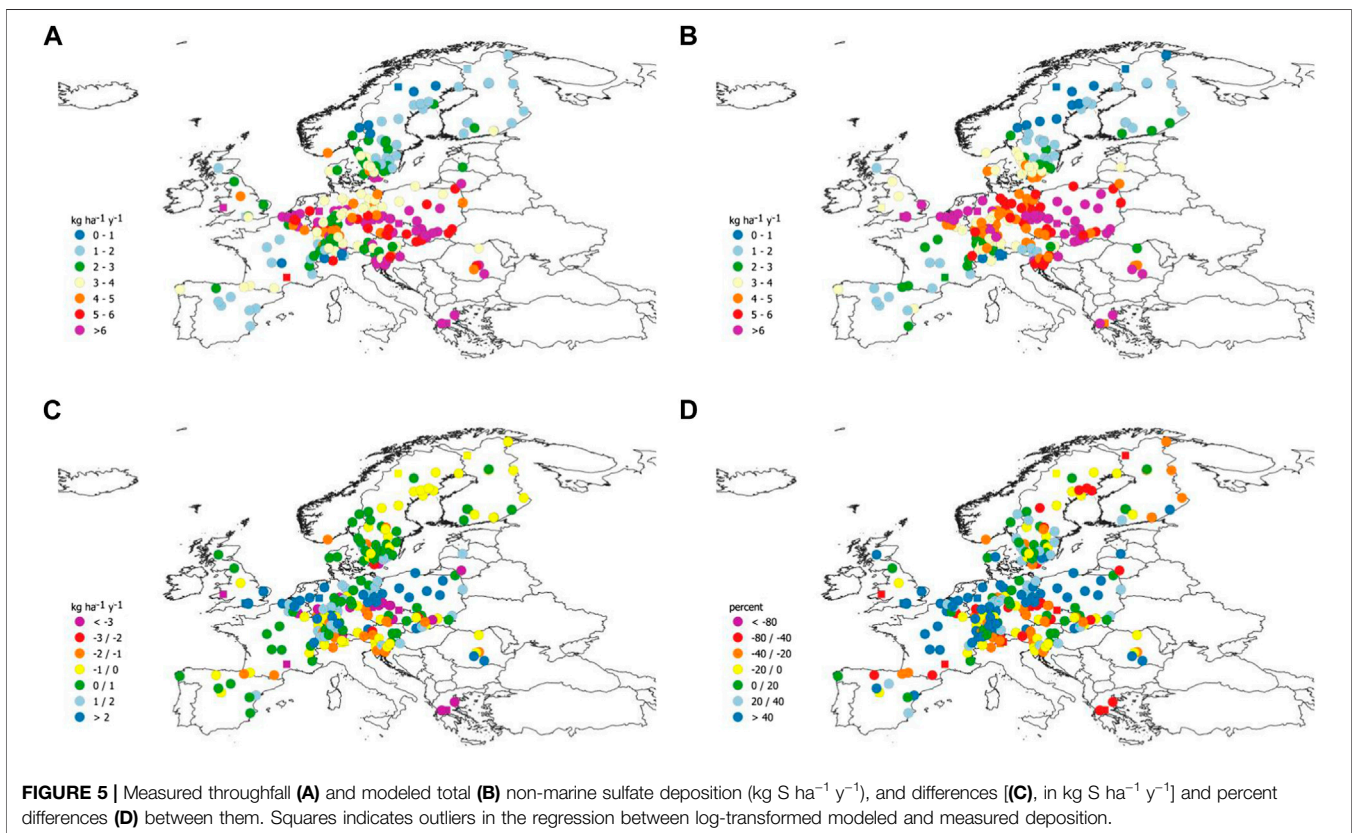 A
B
kg ha⁻¹ y⁻¹
0 - 1
1 - 2
2 - 3
3 - 4
4 - 5
5 - 6
>6
kg ha⁻¹ y⁻¹
0 - 1
1 - 2
2 - 3
3 - 4
4 - 5
5 - 6
>6
C
D
kg ha⁻¹ y⁻¹
< -3
-3 / -2
-2 / -1
-1 / 0
0 / 1
1 / 2
> 2
percent
< -80
-80 / -40
-40 / -20
-20 / 0
0 / 20
20 / 40
> 40
FIGURE 5 | Measured throughfall (A) and modeled total (B) non-marine sulfate deposition (kg S ha⁻¹ y⁻¹), and differences [(C), in kg S ha⁻¹ y⁻¹] and percent
differences (D) between them. Squares indicates outliers in the regression between log-transformed modeled and measured deposition.